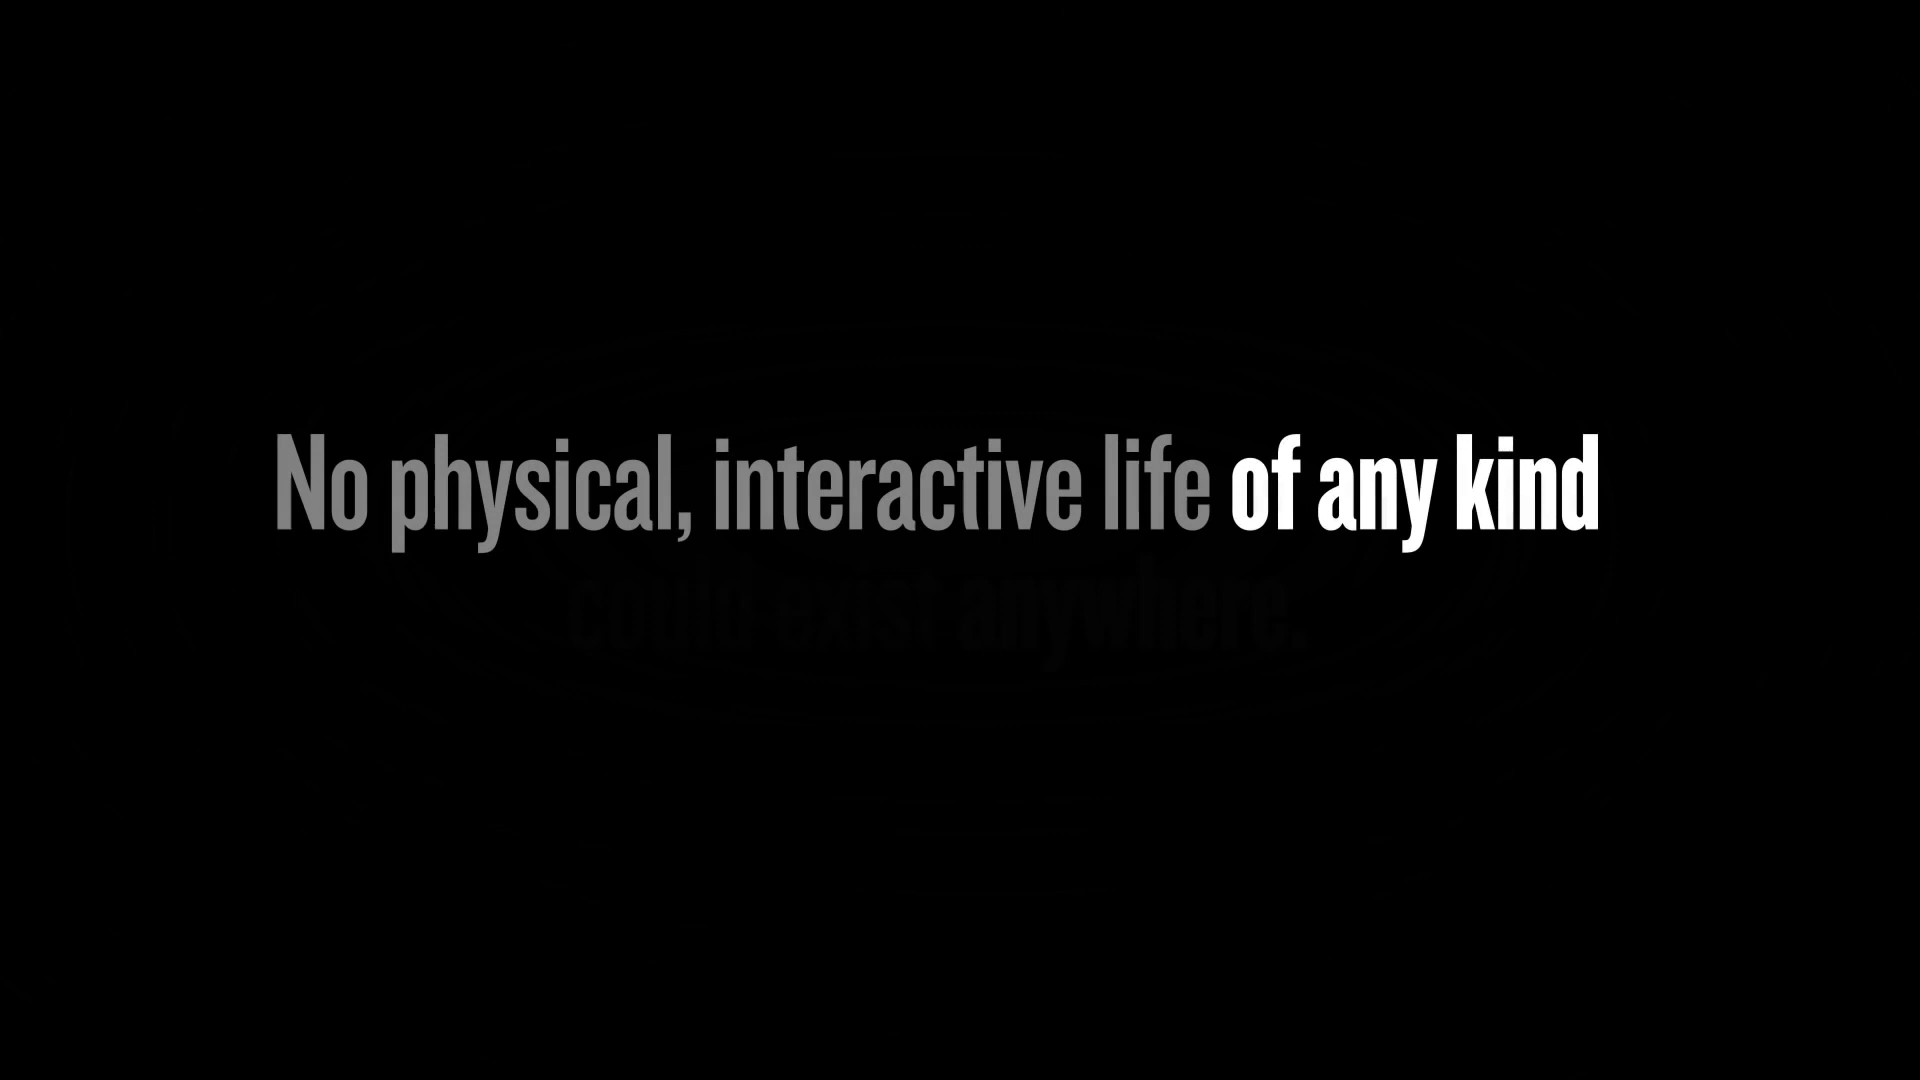 No physical, interactive life of any kind
could exist anywhere.